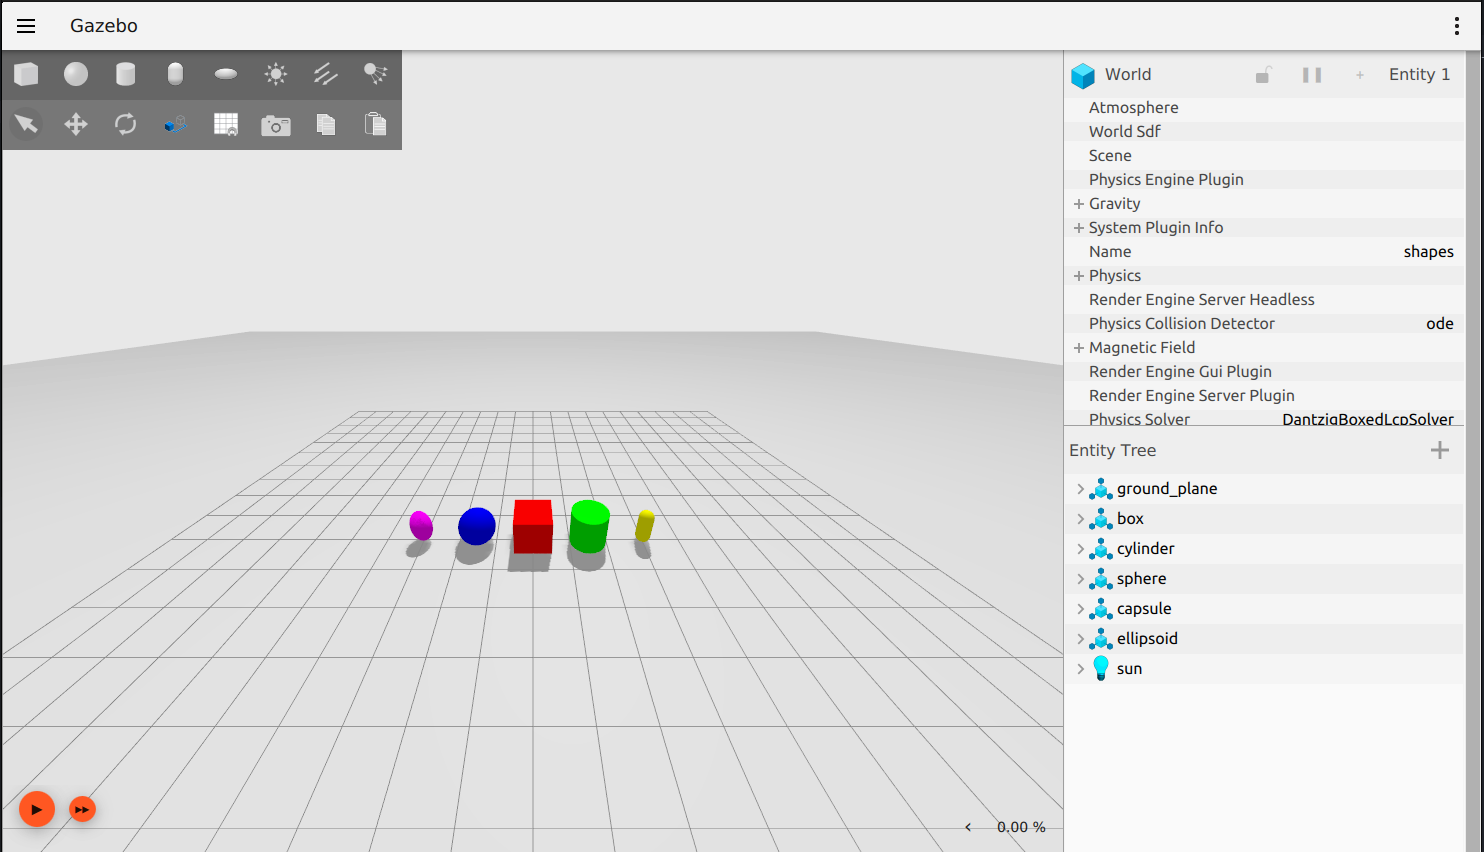 Gazebo
World Entity 1
Atmosphere
World Sdf
Scene
Physics Engine Plugin
Gravity
System Plugin Info
Name shapes
Physics
Render Engine Server Headless
Physics Collision Detector ode
Magnetic Field
Render Engine Gui Plugin
Render Engine Server Plugin
Physics Solver DantzigBoxedLcpSolver
Entity Tree
ground_plane
box
cylinder
sphere
capsule
ellipsoid
sun
0.00 %